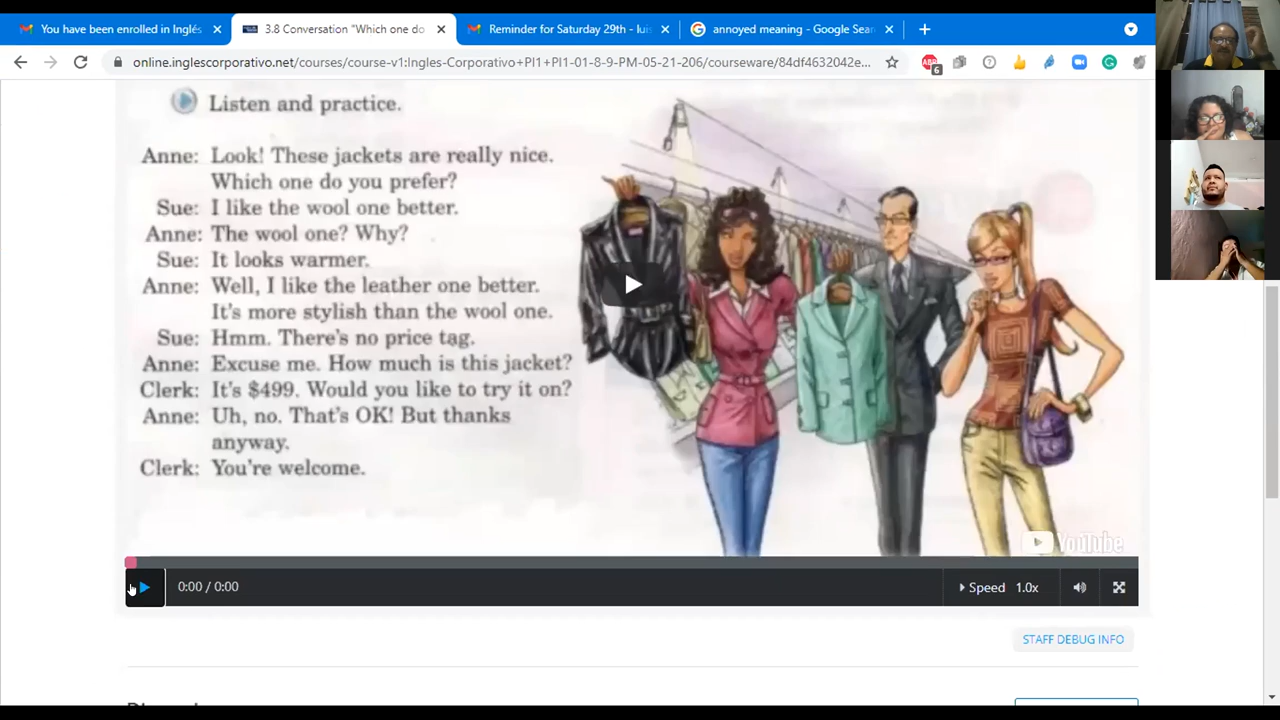 You have been enrolled in Inglés
3.8 Conversation "Which one do
Reminder for Saturday 29th - luis
annoyed meaning - Google Sear
online.inglescorporativo.net/courses/course-v1:Ingles-Corporativo+PI1+PI1-01-8-9-PM-05-21-206/courseware/84df4632042e...
6
Listen and practice.
Anne: Look! These jackets are really nice.
Which one do you prefer?
Sue: I like the wool one better.
Anne: The wool one? Why?
Sue: It looks warmer.
Anne: Well, I like the leather one better.
It's more stylish than the wool one.
Sue: Hmm. There's no price tag.
Anne: Excuse me. How much is this jacket?
Clerk: It's $499. Would you like to try it on?
Anne: Uh, no. That's OK! But thanks
anyway.
Clerk: You're welcome.
YouTube
0:00 / 0:00
Speed 1.0x
STAFF DEBUG INFO